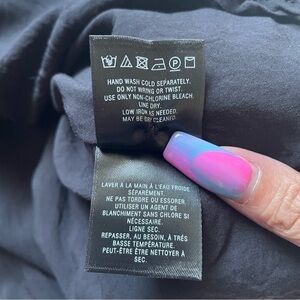 HAND WASH COLD SEPARATELY.
DO NOT WRING OR TWIST.
USE ONLY NON-CHLORINE BLEACH.
LINE DRY.
LOW IRON AS NEEDED.
MAY BE DRY CLEANED.
LAVER À LA MAIN À L'EAU FROIDE
SÉPARÉMENT.
NE PAS TORDRE OU ESSORER.
UTILISER UN AGENT DE
BLANCHIMENT SANS CHLORE SI
NÉCESSAIRE.
LIGNE SEC.
REPASSER, AU BESOIN, À TRÈS
BASSE TEMPÉRATURE.
PEUT-ÊTRE ÊTRE NETTOYER À
SEC.